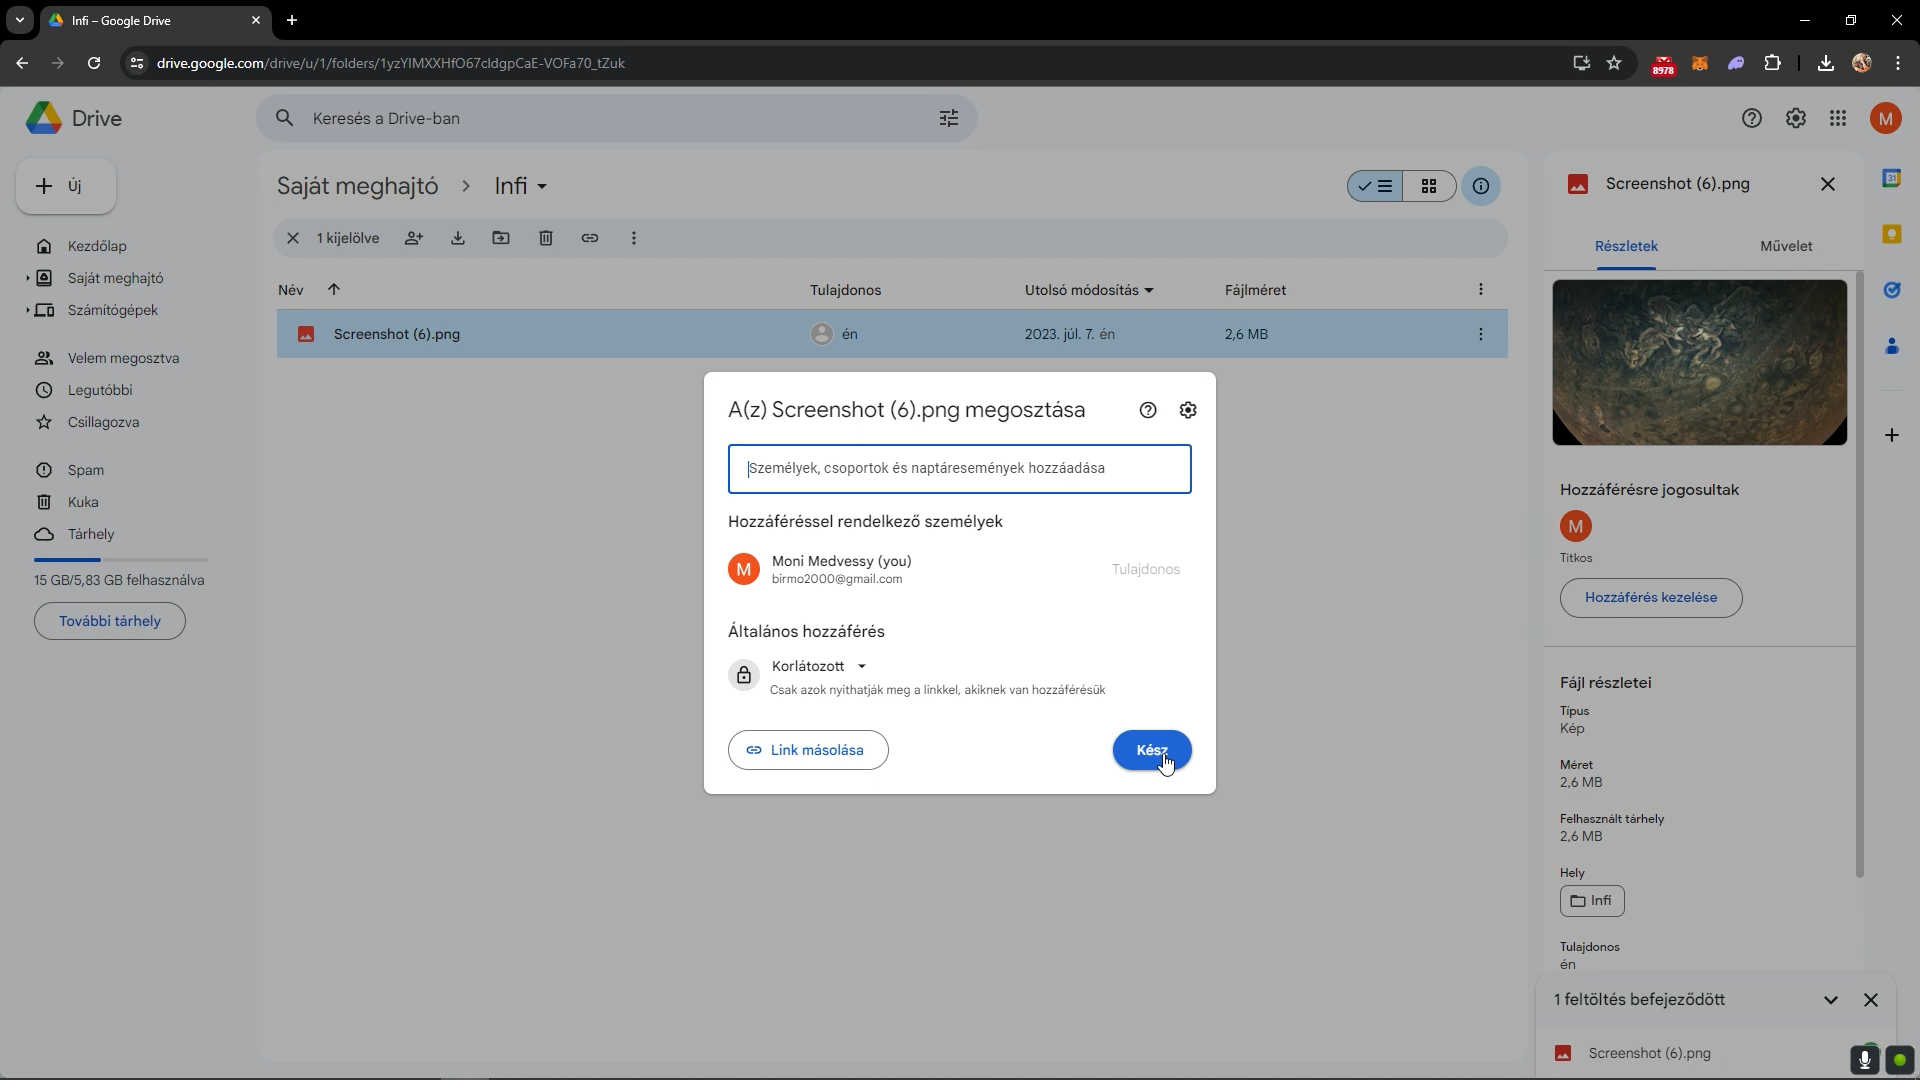 Infi – Google Drive
drive.google.com/drive/u/1/folders/1yzYIMXXHfO67cldgpCaE-VOFa70_tZuk
8978
Drive
Keresés a Drive-ban
M
31
Új
Saját meghajtó
Infi
Screenshot (6).png
1 kijelölve
Részletek
Művelet
Kezdőlap
Saját meghajtó
Számítógépek
Velem megosztva
Legutóbbi
Csillagozva
Spam
Kuka
Tárhely
15 GB/5,83 GB felhasználva
További tárhely
Név
Tulajdonos
Utolsó módosítás
Fájlméret
Screenshot (6).png
én
2023. júl. 7. én
2,6 MB
A(z) Screenshot (6).png megosztása
Személyek, csoportok és naptáresemények hozzáadása
Hozzáféréssel rendelkező személyek
M
Moni Medvessy (you)
birmo2000@gmail.com
Tulajdonos
Általános hozzáférés
Korlátozott
Csak azok nyithatják meg a linkkel, akiknek van hozzáférésük
Link másolása
Kész
Hozzáférésre jogosultak
M
Titkos
Hozzáférés kezelése
Fájl részletei
Típus
Kép
Méret
2,6 MB
Felhasznált tárhely
2,6 MB
Hely
Infi
Tulajdonos
én
1 feltöltés befejeződött
Screenshot (6).png